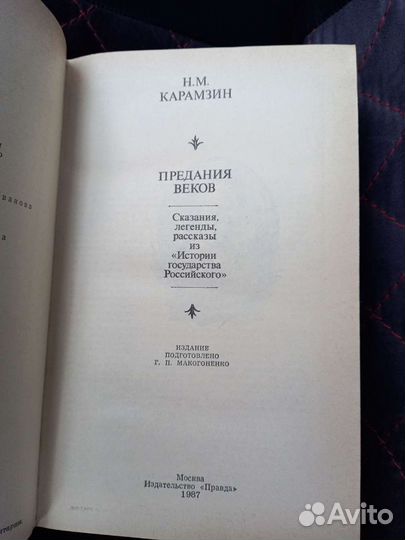 Н.М.
КАРАМЗИН
ПРЕДАНИЯ
ВЕКОВ
Сказания,
легенды,
рассказы
из
«Истории
государства
Российского»
ИЗДАНИЕ
ПОДГОТОВЛЕНО
Г. П. МАКОГОНЕНКО
Москва
Издательство «Правда»
1987
Avito